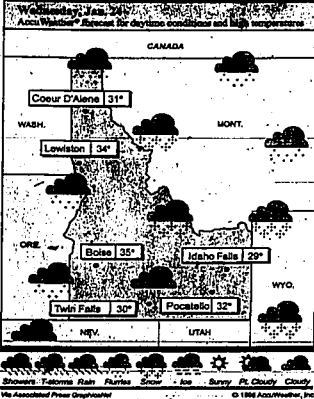 Wednesday, Jan. 24
AccuWeather® forecast for daytime conditions and high temperatures
CANADA
Coeur D'Alene 31°
WASH.
MONT.
Lewiston 34°
ORE.
Boise 35°
Idaho Falls 29°
WYO.
Twin Falls 30°
Pocatello 32°
NEV.
UTAH
Showers T-storms Rain Flurries Snow Ice Sunny Pt. Cloudy Cloudy
Via Associated Press GraphicsNet
© 1996 AccuWeather, Inc